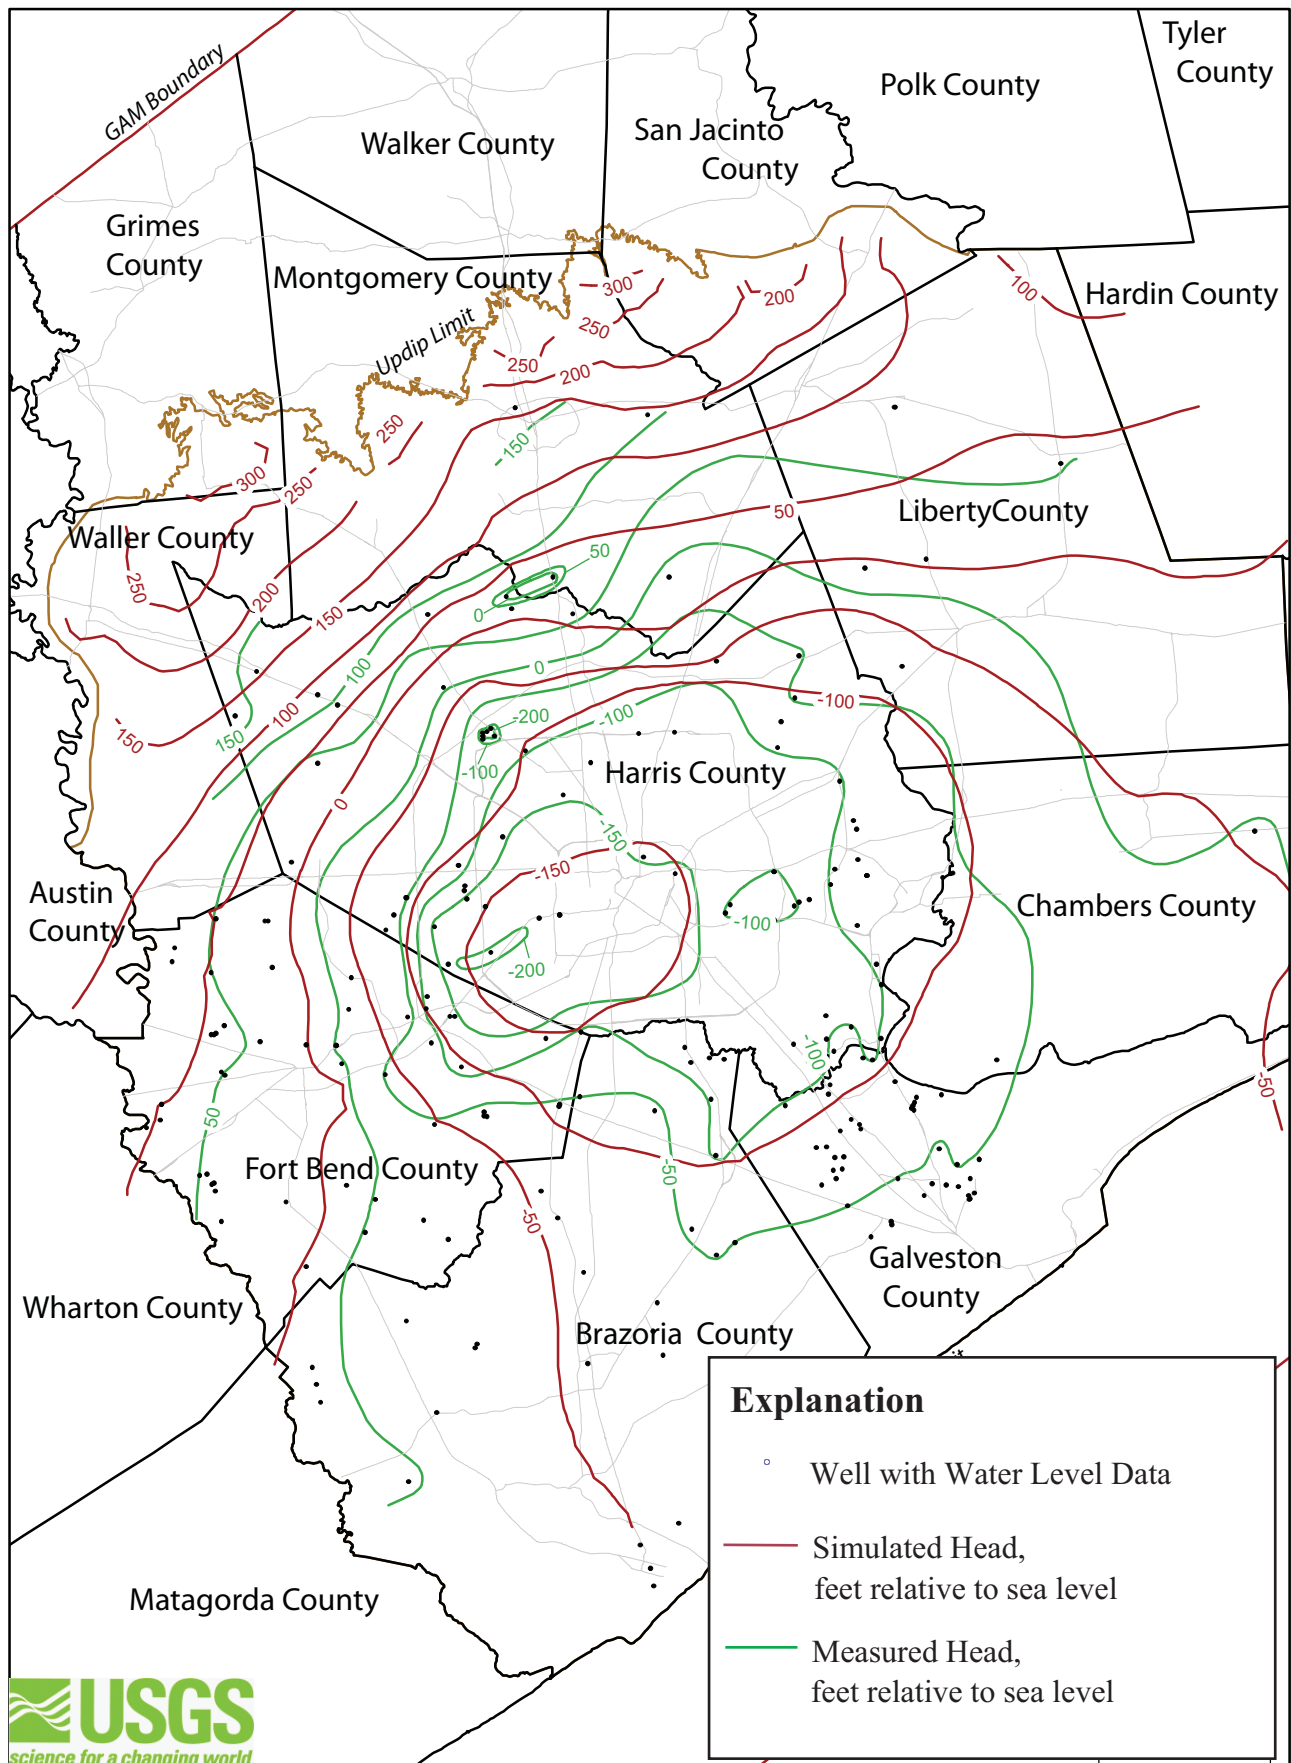 Tyler
County
GAM Boundary
Polk County
Walker County
San Jacinto
County
Grimes
County
Montgomery County
300
200
100
Hardin County
Updip Limit
250
250
200
250
-150
300
250
50
LibertyCounty
Waller County
50
250
200
0
150
100
0
-150
100
150
-100
-200
-100
-100
Harris County
0
-150
-150
Austin
County
-100
Chambers County
-200
-100
-50
50
Fort Bend County
-50
-50
Galveston
County
Wharton County
Brazoria County
Explanation
Well with Water Level Data
Simulated Head,
feet relative to sea level
Matagorda County
Measured Head,
feet relative to sea level
USGS
science for a changing world